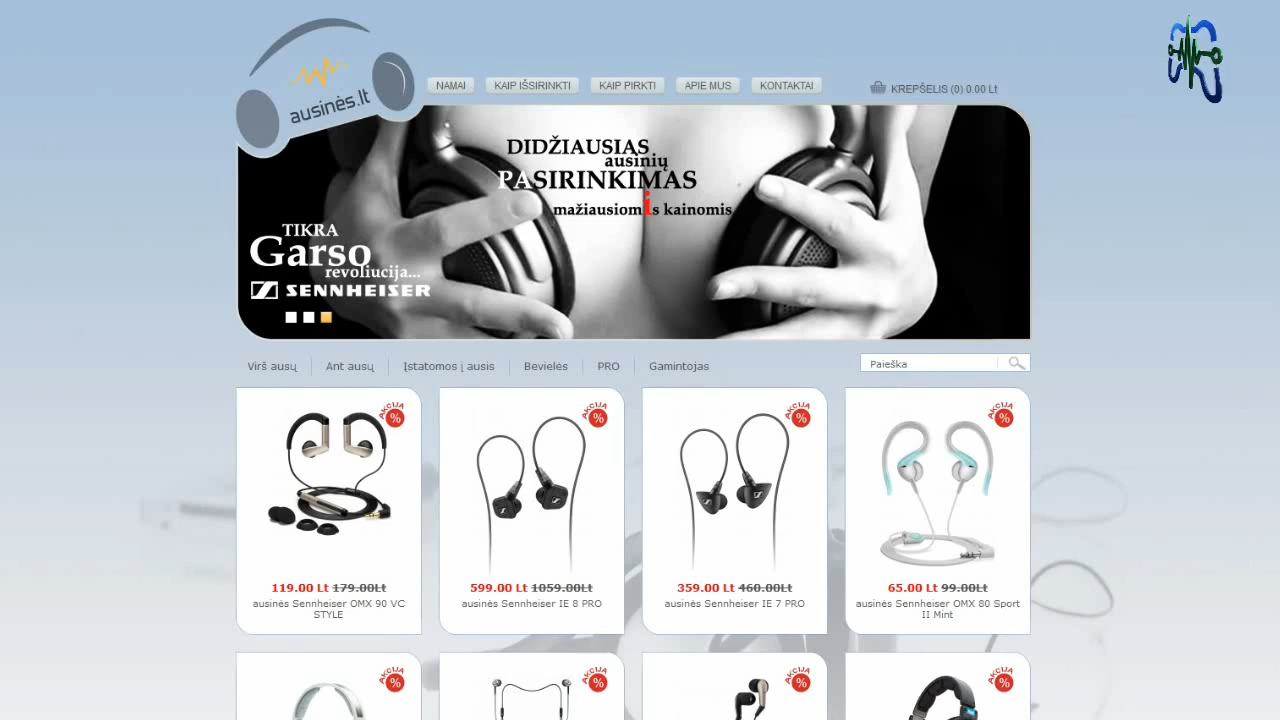 ausinės.lt
NAMAI KAIP IŠSIRINKTI KAIP PIRKTI APIE MUS KONTAKTAI
KREPŠELIS (0) 0.00 Lt
DIDŽIAUSIAS
ausinių
PASIRINKIMAS
mažiausiomis kainomis
TIKRA
Garso
revoliucija...
SENNHEISER
Virš ausų Ant ausų Įstatomos į ausis Bevielės PRO Gamintojas
Paieška
AKCIJA % AKCIJA % AKCIJA % AKCIJA %
119.00 Lt 179.00Lt
ausinės Sennheiser OMX 90 VC
STYLE
599.00 Lt 1059.00Lt
ausinės Sennheiser IE 8 PRO
359.00 Lt 460.00Lt
ausinės Sennheiser IE 7 PRO
65.00 Lt 99.00Lt
ausinės Sennheiser OMX 80 Sport
II Mint
AKCIJA % AKCIJA % AKCIJA % AKCIJA %